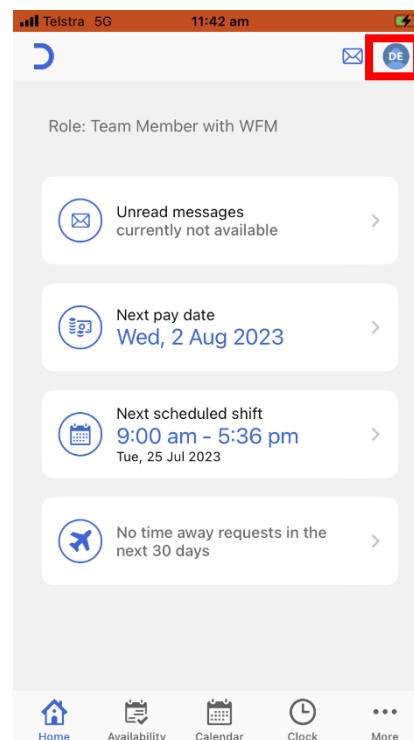 Telstra 5G 11:42 am
DE
Role: Team Member with WFM
Unread messages
currently not available
Next pay date
Wed, 2 Aug 2023
Next scheduled shift
9:00 am - 5:36 pm
Tue, 25 Jul 2023
No time away requests in the
next 30 days
Home Availability Calendar Clock More